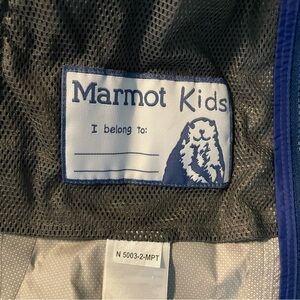 Marmot Kids
I belong to:
N 5003-2-MPT